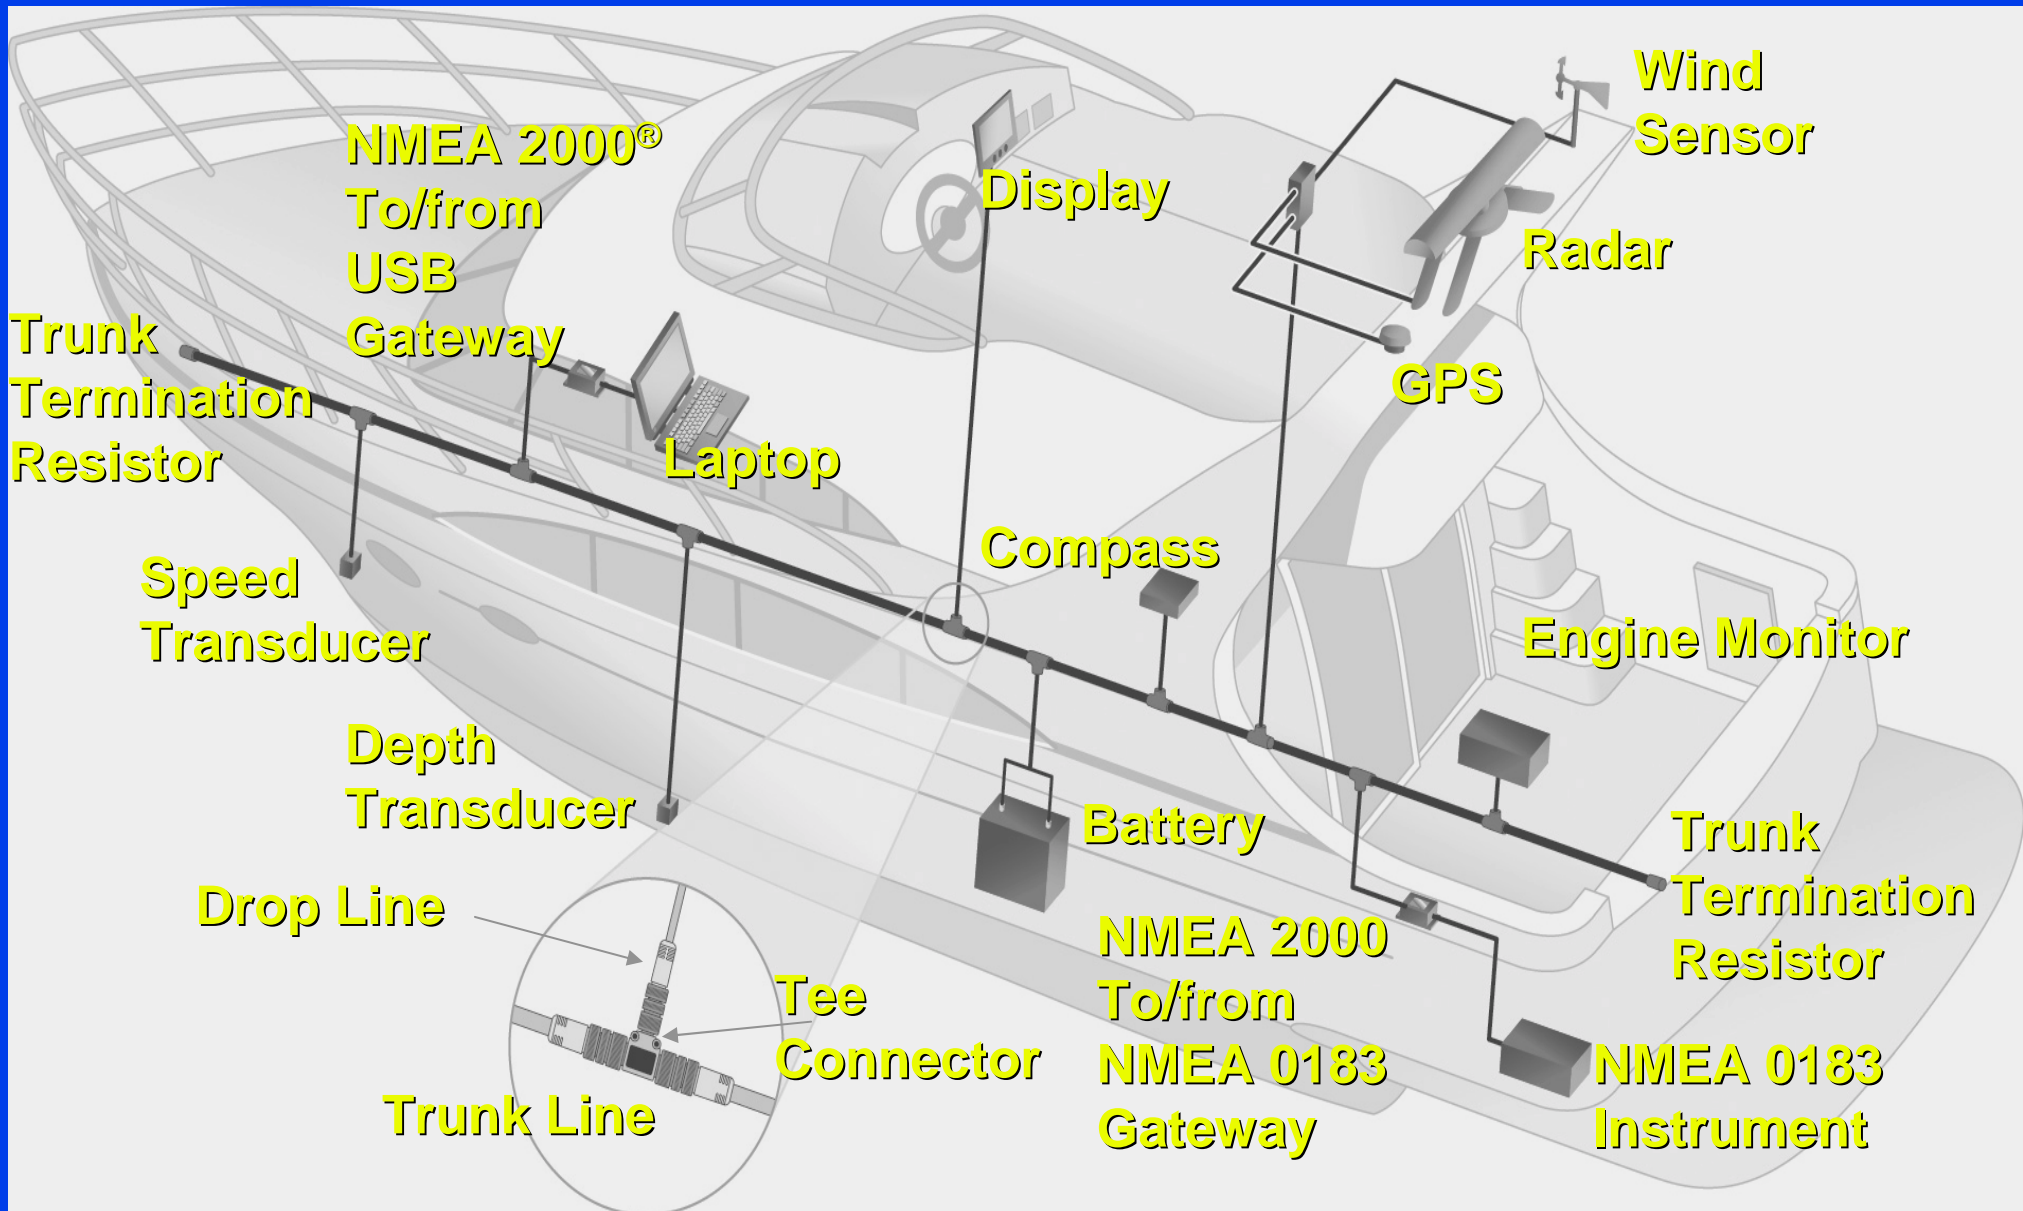 Wind
Sensor
NMEA 2000®
To/from
USB
Gateway
Display
Radar
Trunk
Termination
Resistor
GPS
Laptop
Compass
Speed
Transducer
Engine Monitor
Depth
Transducer
Battery
Trunk
Termination
Resistor
Drop Line
NMEA 2000
To/from
NMEA 0183
Gateway
Tee
Connector
NMEA 0183
Instrument
Trunk Line